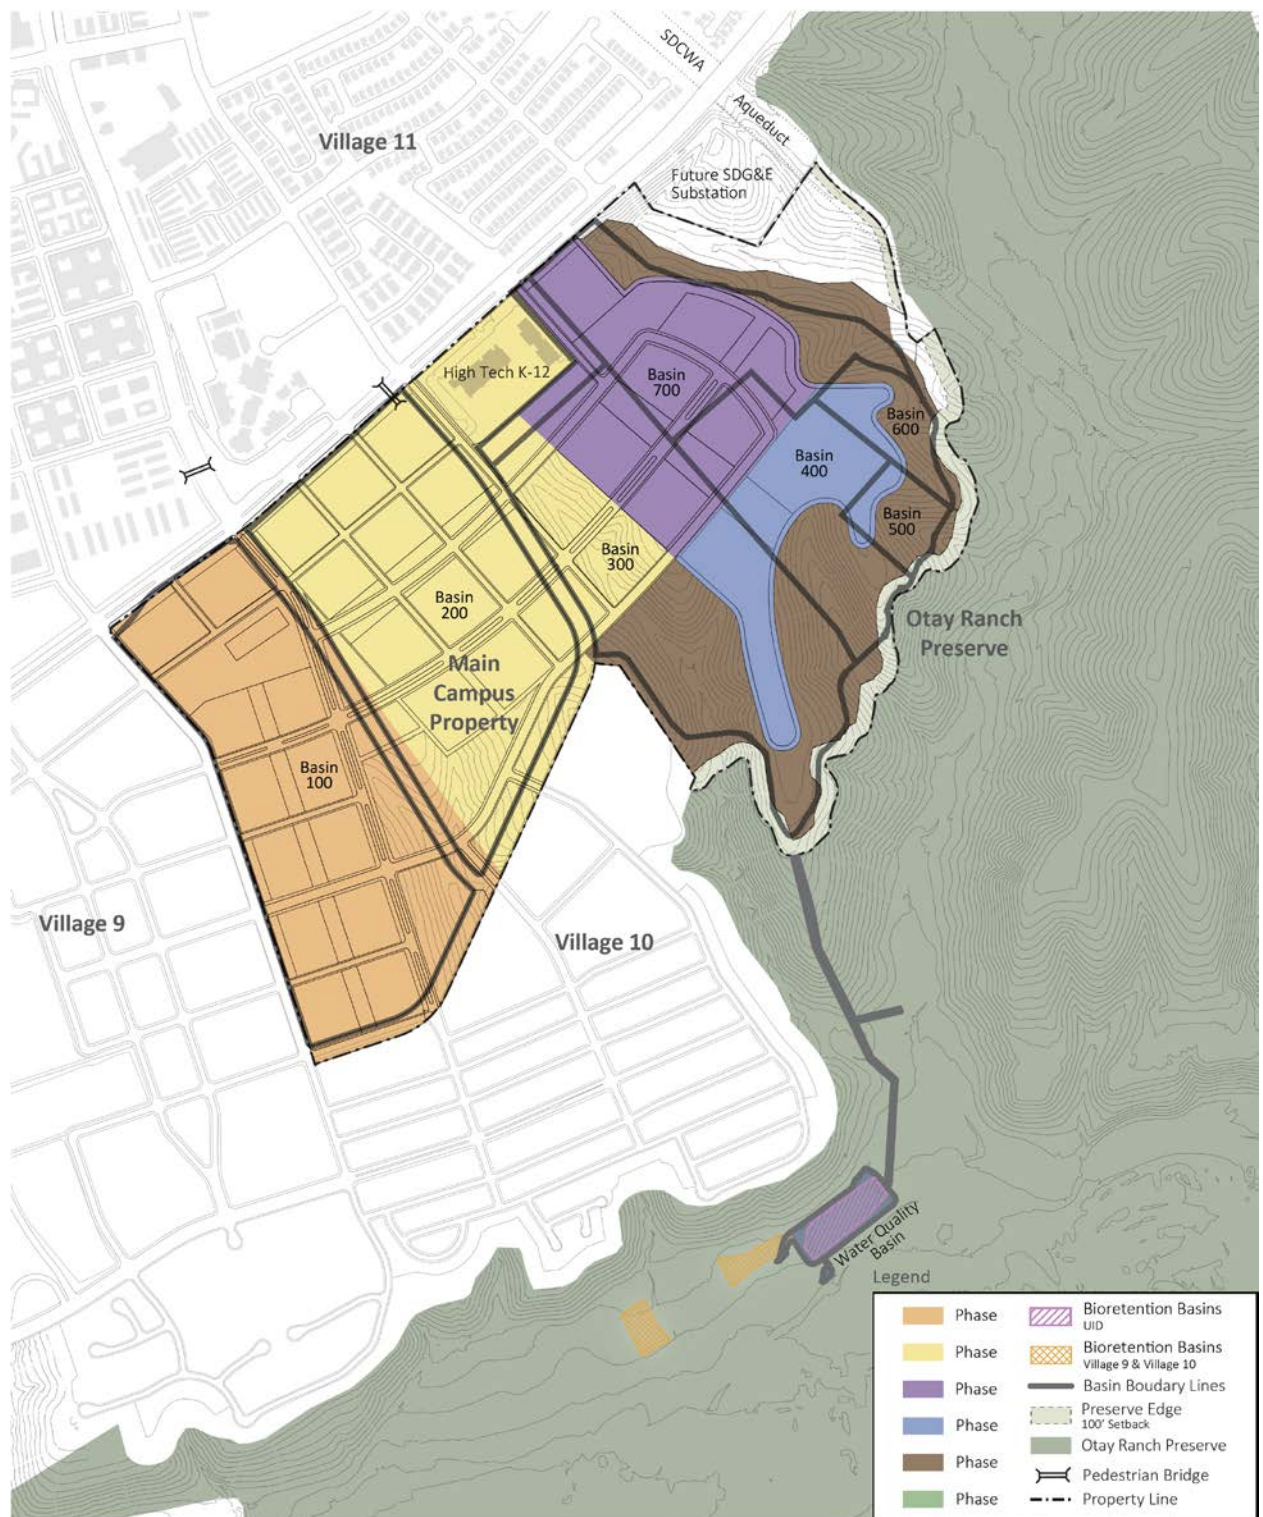 SDCWA
Aqueduct
Village 11
Future SDG&E
Substation
High Tech K-12
Basin
700
Basin
600
Basin
400
Basin
500
Basin
300
Basin
200
Otay Ranch
Preserve
Main
Campus
Property
Basin
100
Village 9
Village 10
Water Quality
Basin
Legend
Phase
Phase
Phase
Phase
Phase
Phase
Bioretention Basins
UID
Bioretention Basins
Village 9 & Village 10
Basin Boudary Lines
Preserve Edge
100' Setback
Otay Ranch Preserve
Pedestrian Bridge
Property Line